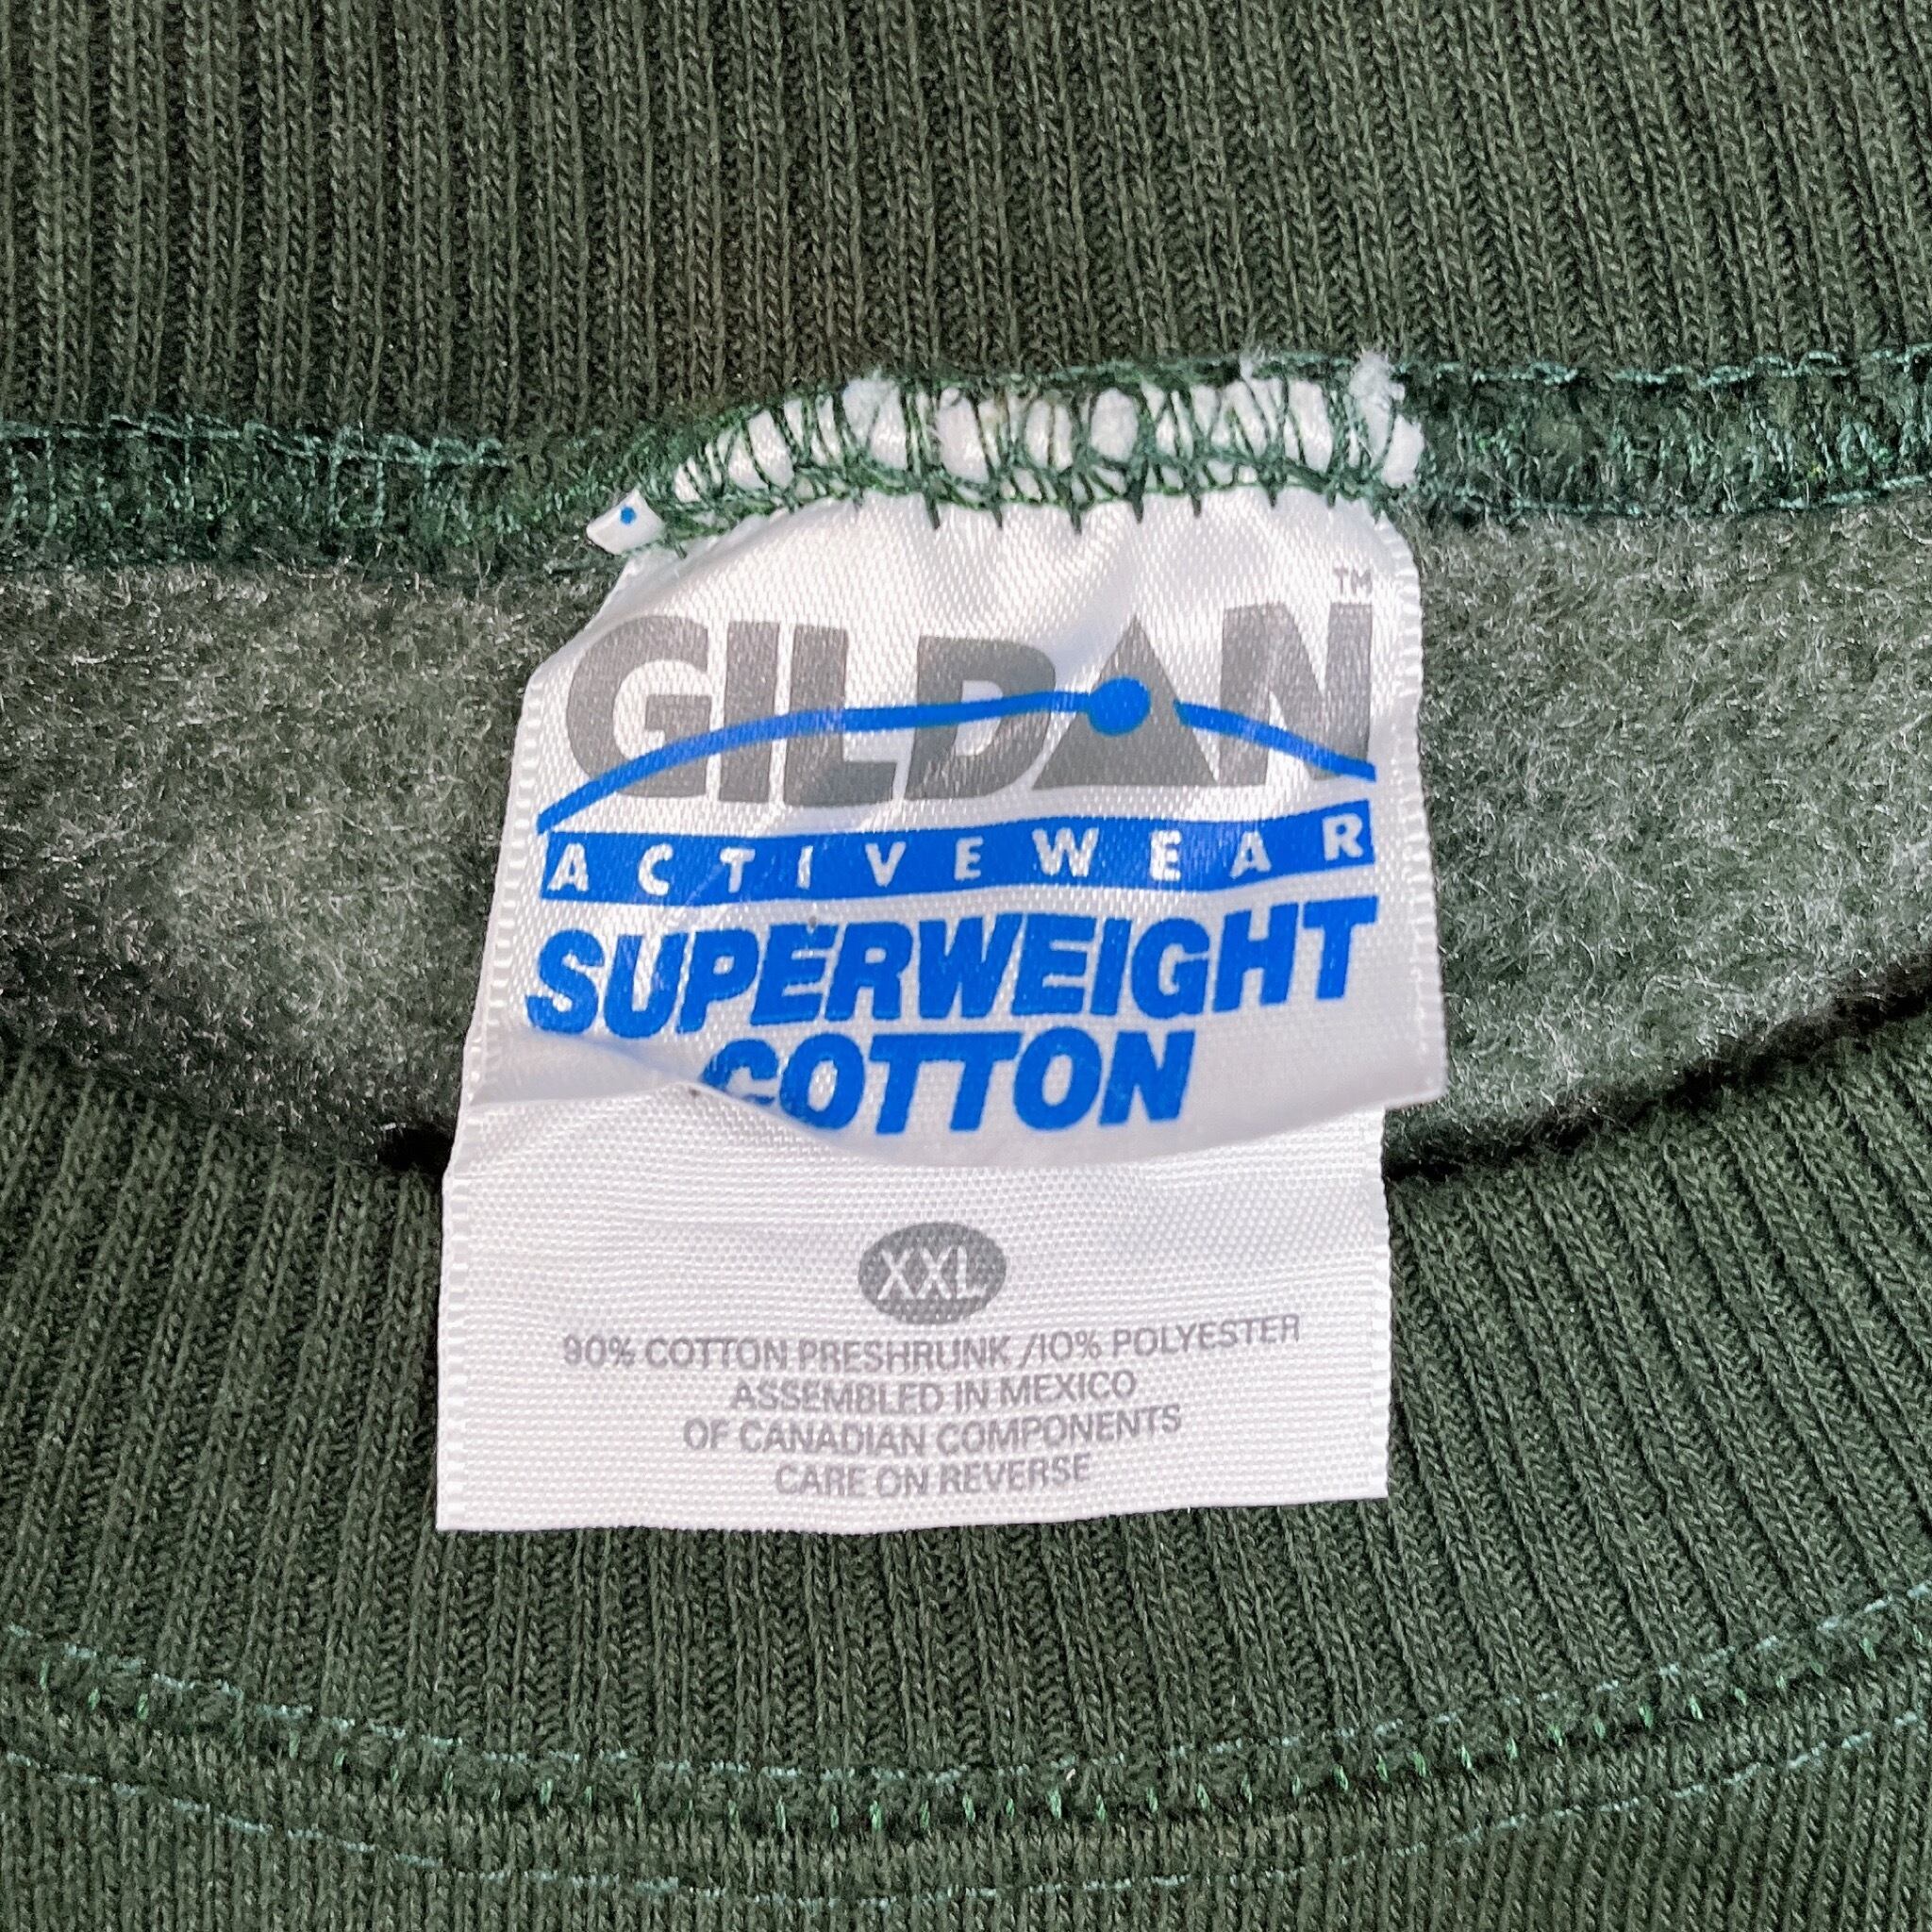 GILDAN™
ACTIVEWEAR
SUPERWEIGHT
COTTON
XXL
90% COTTON PRESHRUNK /10% POLYESTER
ASSEMBLED IN MEXICO
OF CANADIAN COMPONENTS
CARE ON REVERSE